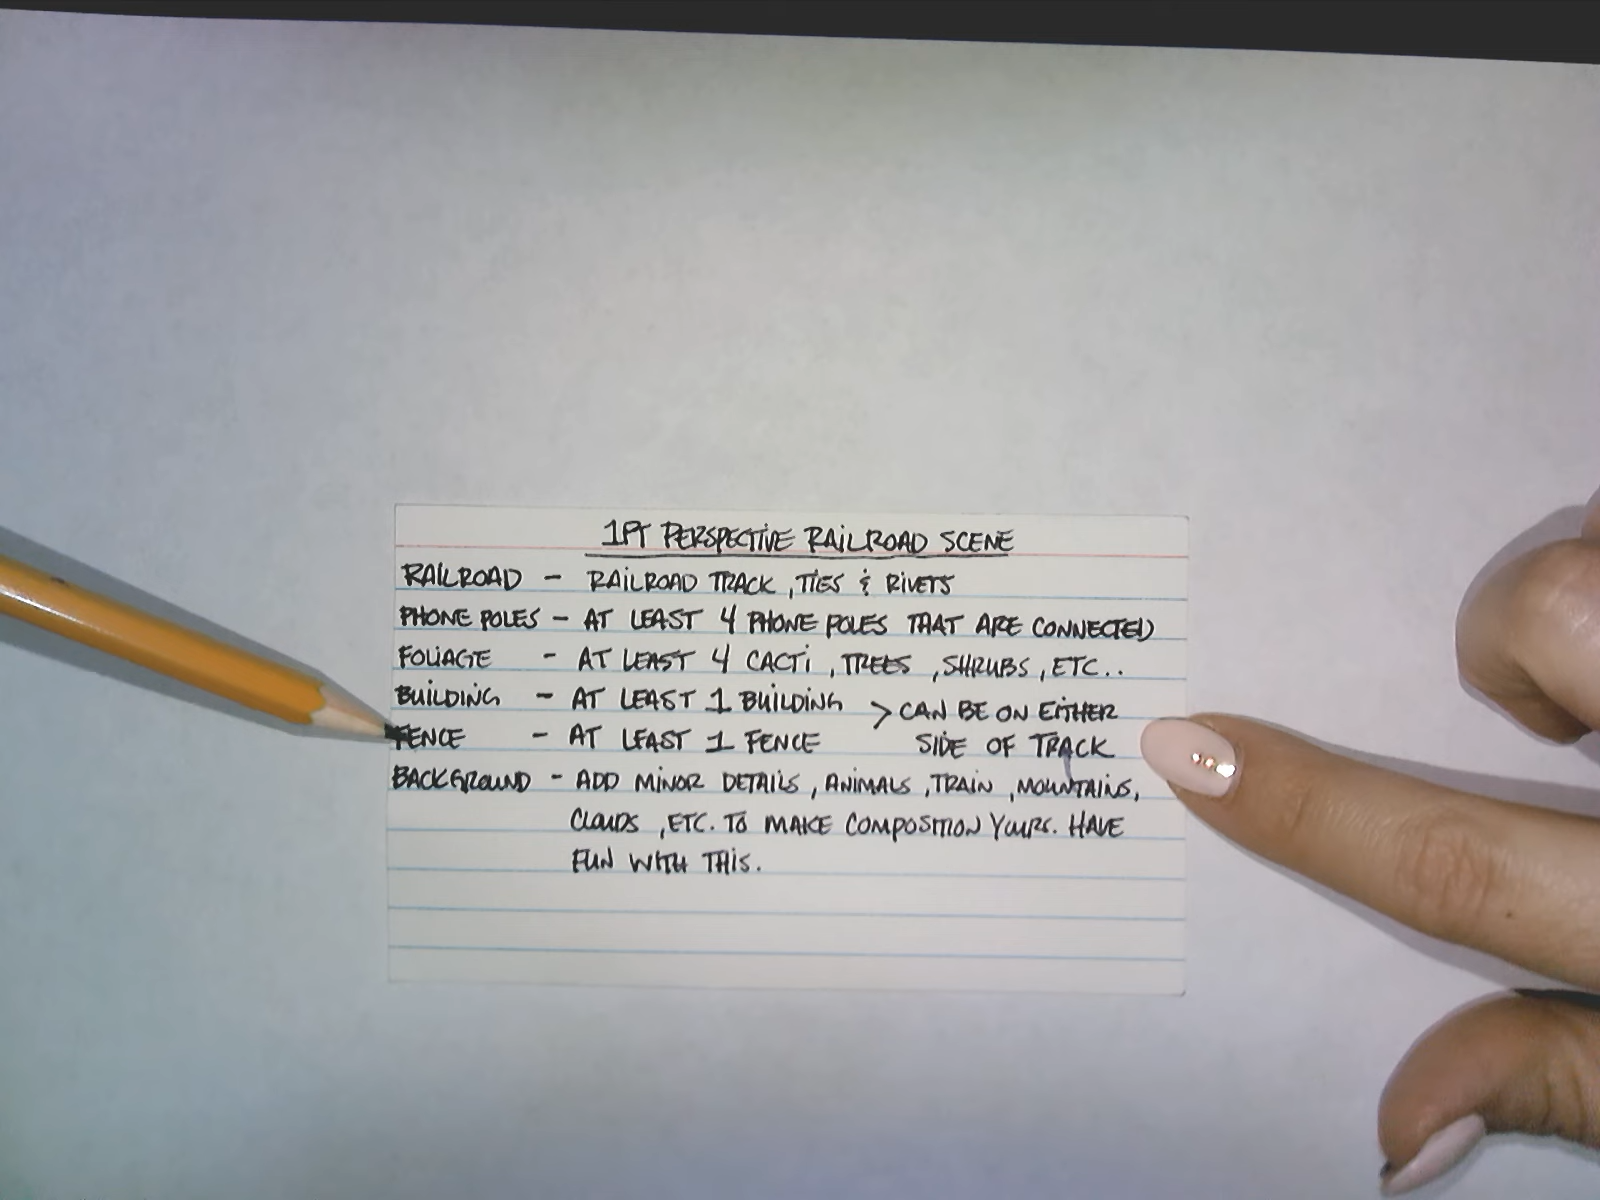 1PT PERSPECTIVE RAILROAD SCENE
RAILROAD - RAILROAD TRACK, TIES & RIVETS
PHONE POLES - AT LEAST 4 PHONE POLES THAT ARE CONNECTED
FOLIAGE - AT LEAST 4 CACTI, TREES, SHRUBS, ETC..
BUILDING - AT LEAST 1 BUILDING > CAN BE ON EITHER
FENCE - AT LEAST 1 FENCE SIDE OF TRACK
BACKGROUND - ADD MINOR DETAILS, ANIMALS, TRAIN, MOUNTAINS,
CLOUDS, ETC. TO MAKE COMPOSITION YOURS. HAVE
FUN WITH THIS.